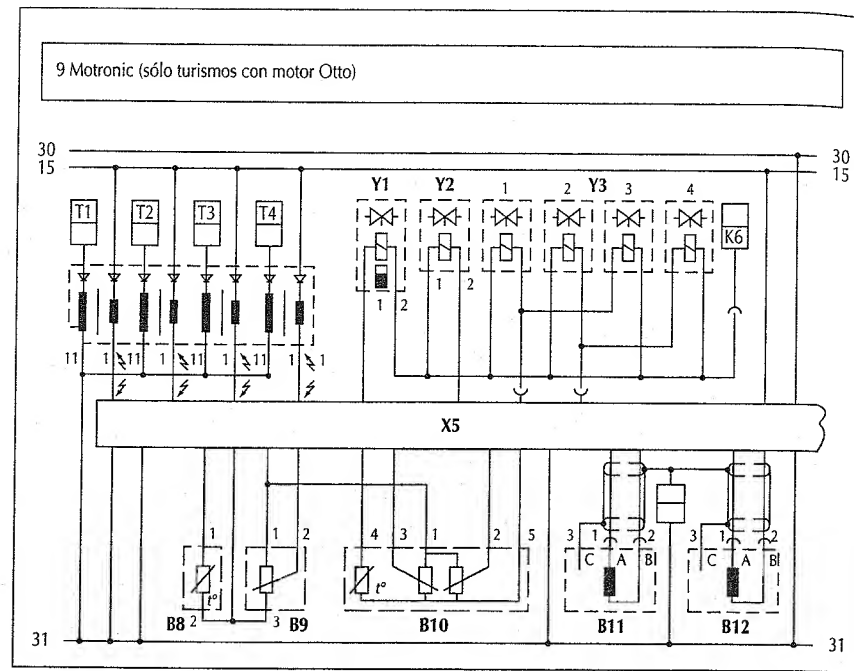 9 Motronic (sólo turismos con motor Otto)
30 30
15 15
Y1 Y2 1 2 Y3 3 4
T1 T2 T3 T4 K6
1 2 1 2
11 1 11 1 11 1 11 1 1
X5
1 1 2 4 3 1 2 5 3 1 2 3 1 2
C A B C A B
t° t°
B8 2 3 B9 B10 B11 B12
31 31